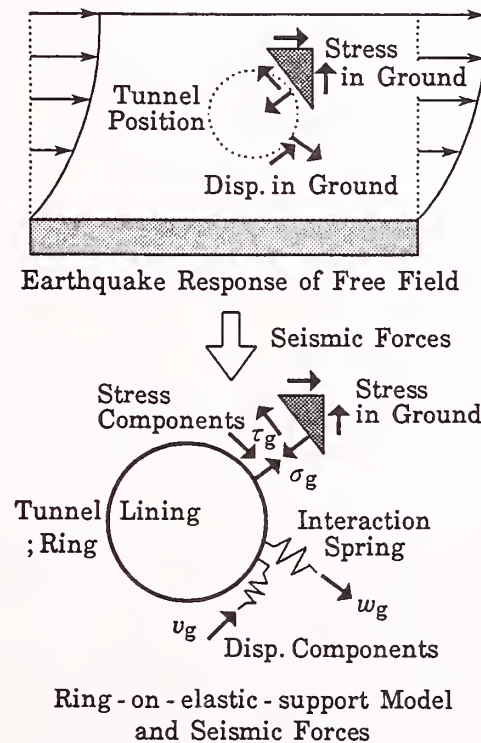 Stress
in Ground
Tunnel
Position
Disp. in Ground
Earthquake Response of Free Field
Seismic Forces
Stress
Components
Stress
in Ground
τg
σg
Tunnel
; Ring
Lining
Interaction
Spring
wg
vg
Disp. Components
Ring - on - elastic - support Model
and Seismic Forces